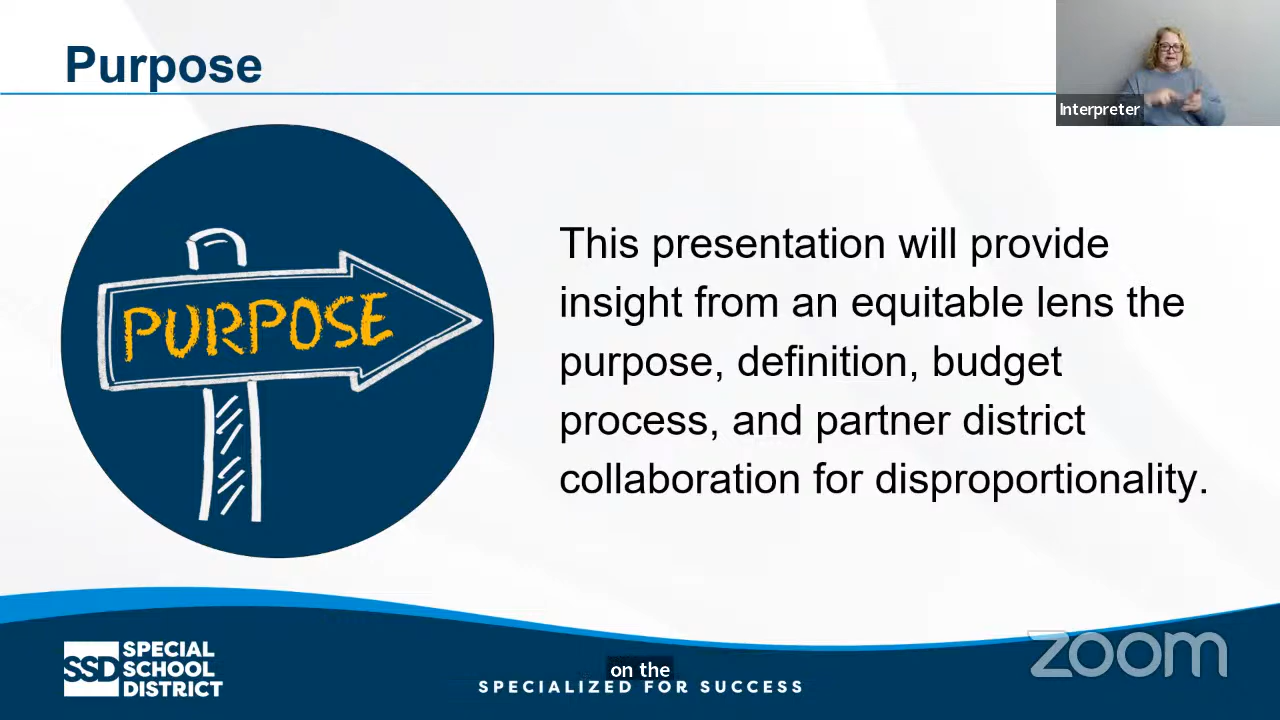 Purpose
Interpreter
PURPOSE
This presentation will provide
insight from an equitable lens the
purpose, definition, budget
process, and partner district
collaboration for disproportionality.
SSD
SPECIAL
SCHOOL
DISTRICT
on the
SPECIALIZED FOR SUCCESS
zoom